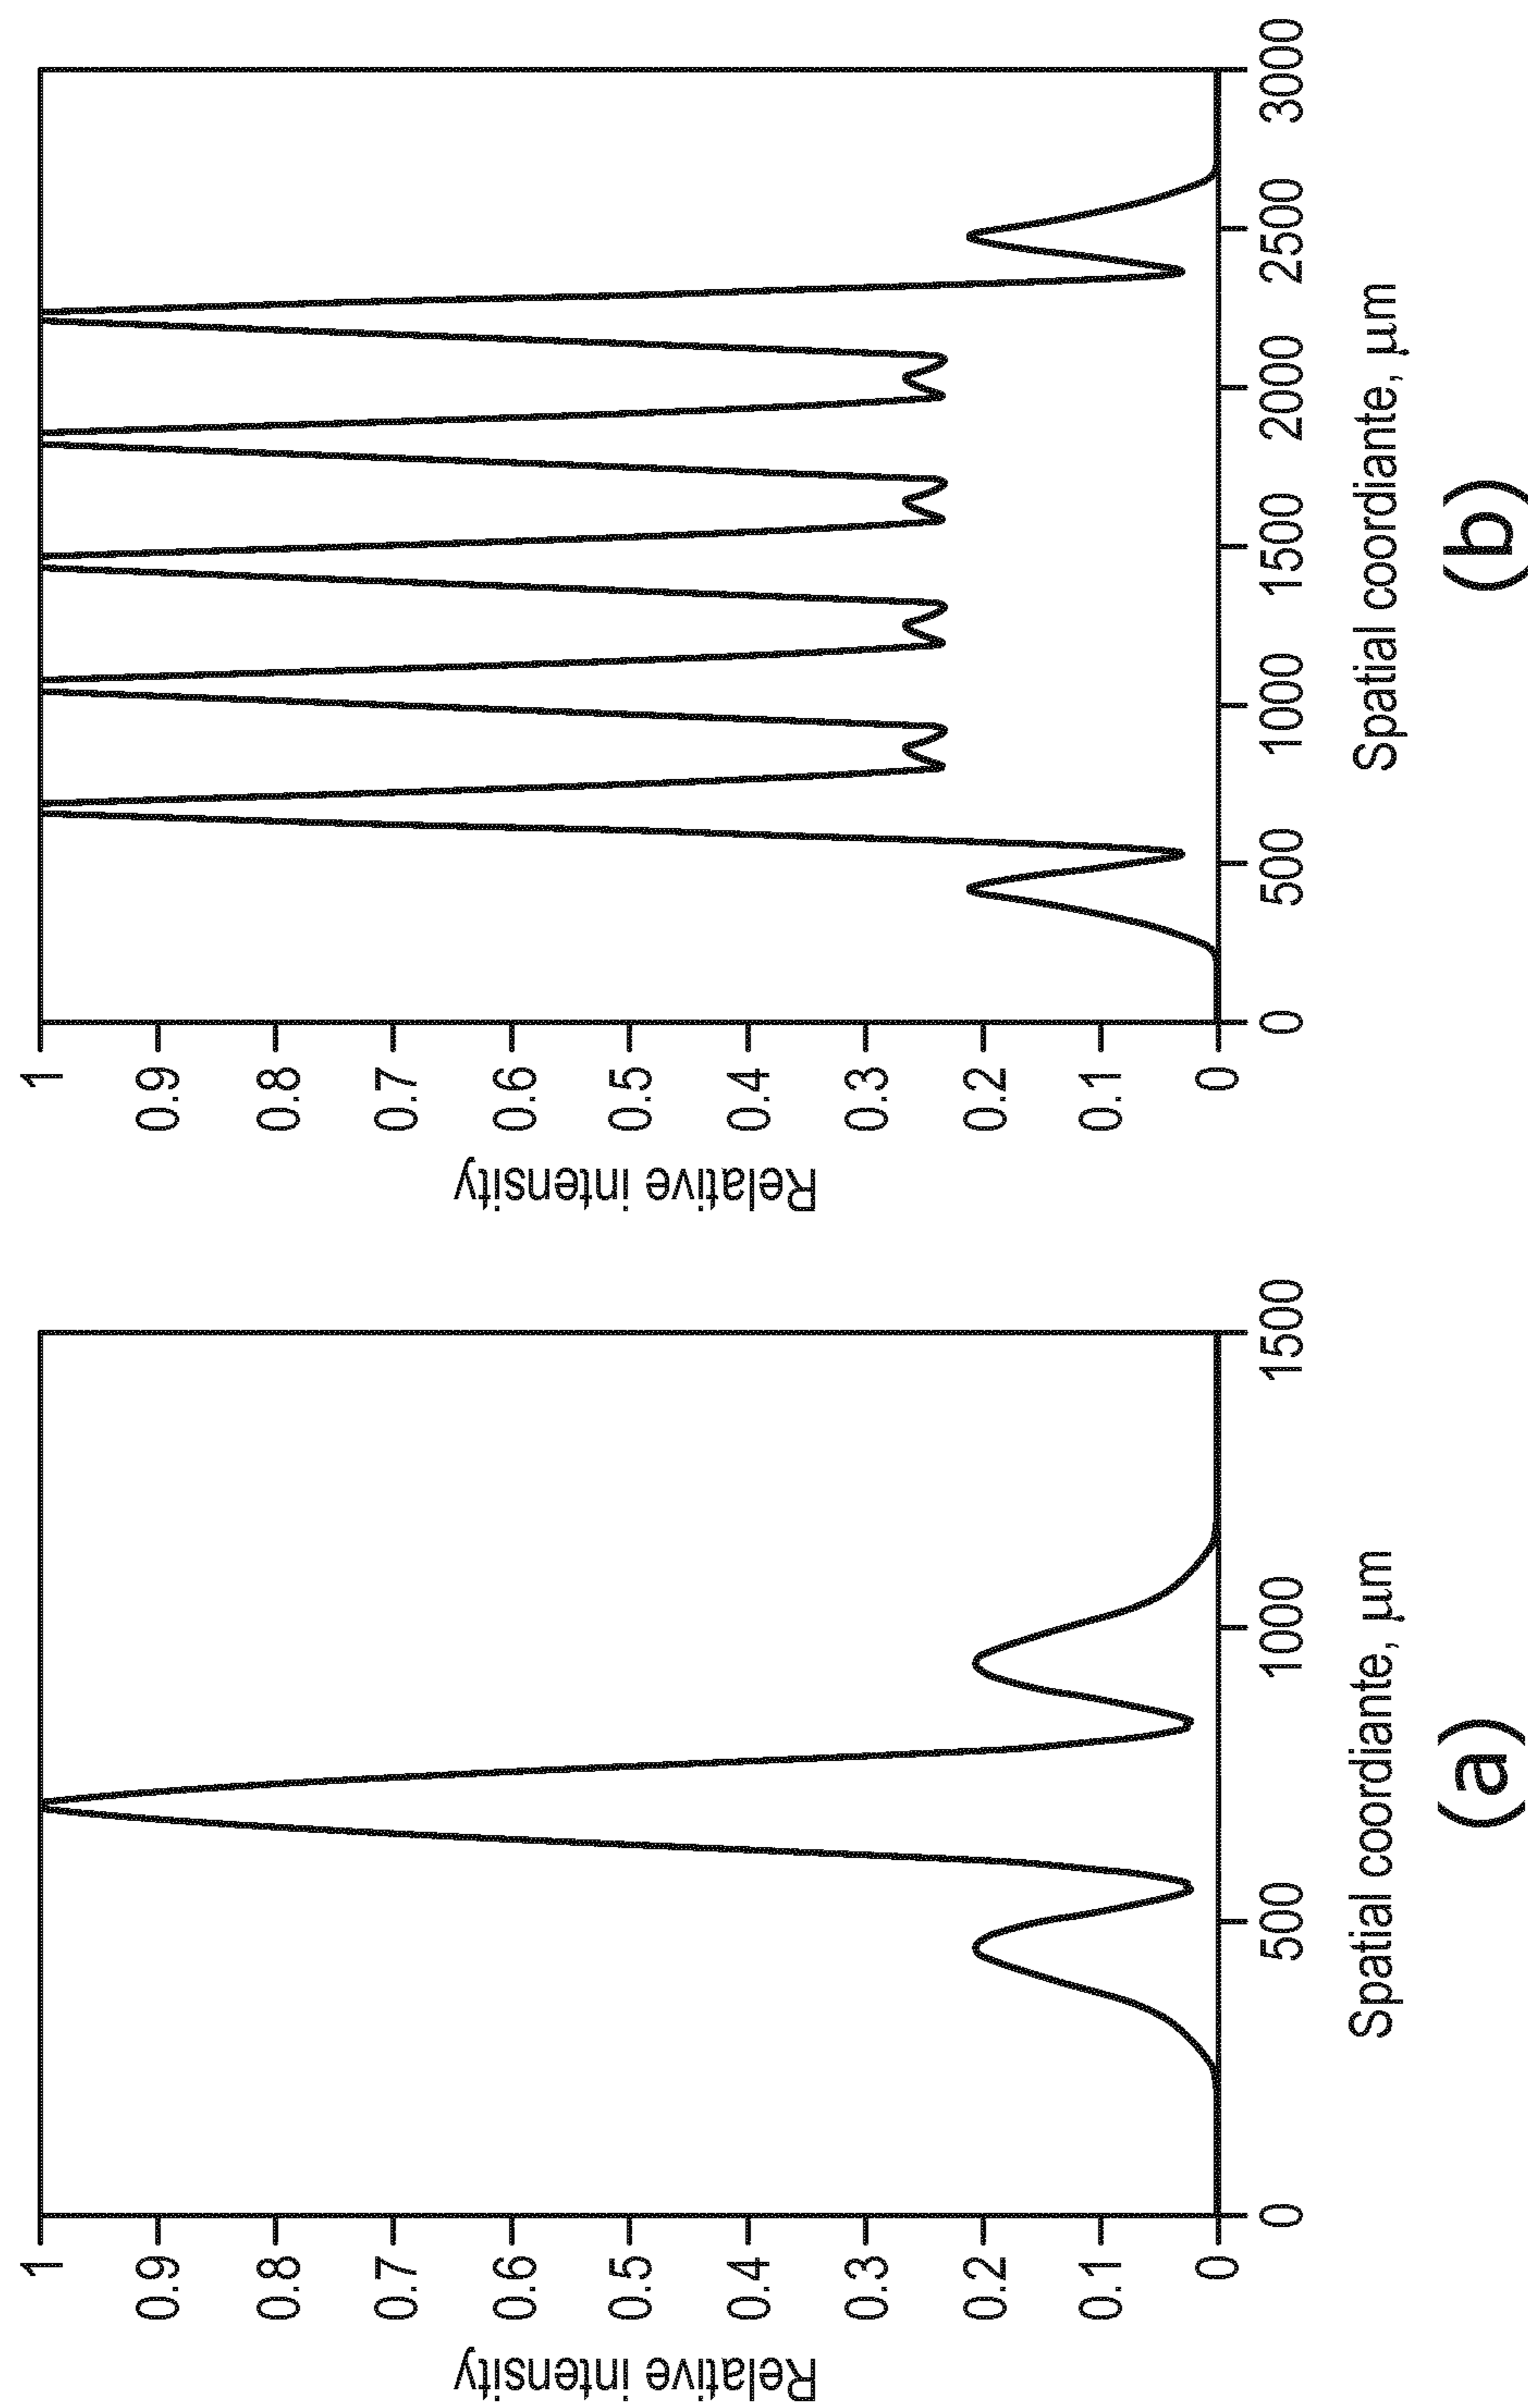 Relative intensity
1
0.9
0.8
0.7
0.6
0.5
0.4
0.3
0.2
0.1
0
0 500 1000 1500
Spatial coordiante, μm
(a)
Relative intensity
1
0.9
0.8
0.7
0.6
0.5
0.4
0.3
0.2
0.1
0
0 500 1000 1500 2000 2500 3000
Spatial coordiante, μm
(b)